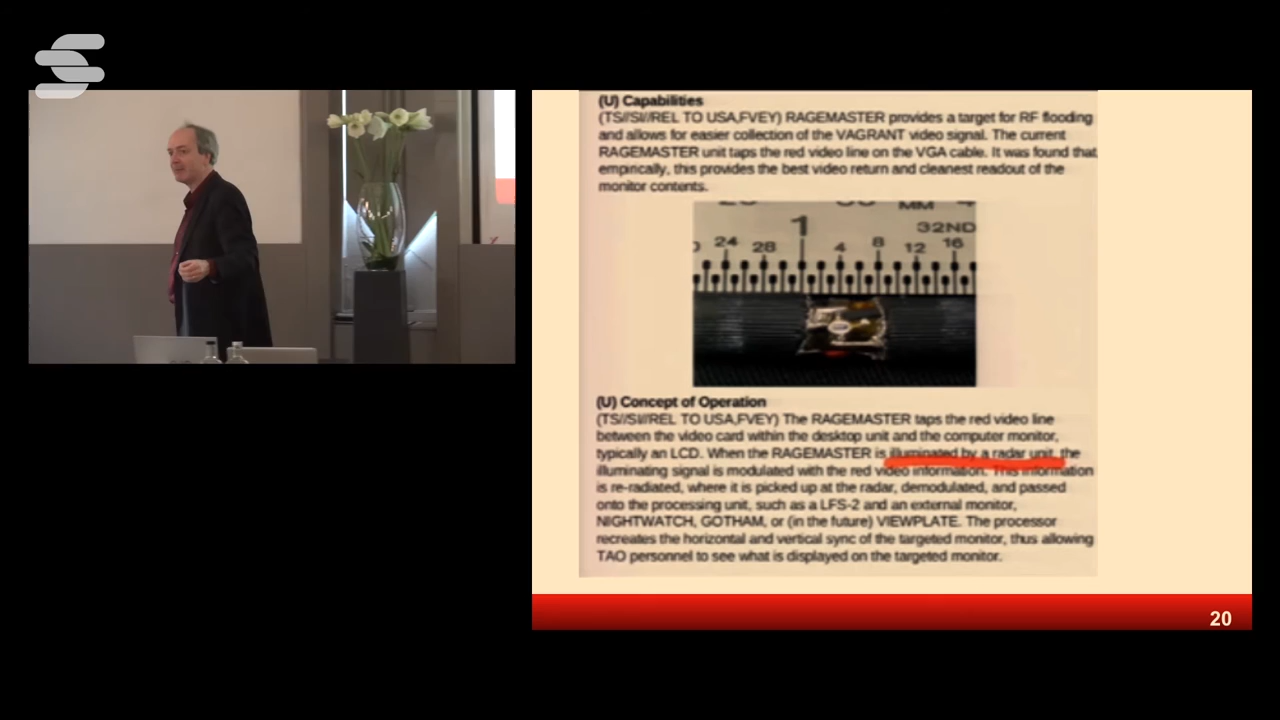 (U) Capabilities
(TS//SI//REL TO USA,FVEY) RAGEMASTER provides a target for RF flooding
and allows for easier collection of the VAGRANT video signal. The current
RAGEMASTER unit taps the red video line on the VGA cable. It was found that,
empirically, this provides the best video return and cleanest readout of the
monitor contents.
MM
1
32ND
24 28 4 8 12 16
(U) Concept of Operation
(TS//SI//REL TO USA,FVEY) The RAGEMASTER taps the red video line
between the video card within the desktop unit and the computer monitor,
typically an LCD. When the RAGEMASTER is illuminated by a radar unit, the
illuminating signal is modulated with the red video information. This information
is re-radiated, where it is picked up at the radar, demodulated, and passed
onto the processing unit, such as a LFS-2 and an external monitor,
NIGHTWATCH, GOTHAM, or (in the future) VIEWPLATE. The processor
recreates the horizontal and vertical sync of the targeted monitor, thus allowing
TAO personnel to see what is displayed on the targeted monitor.
20